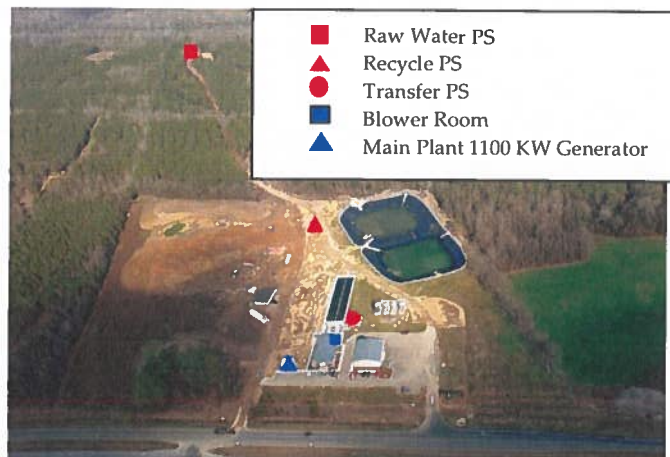 Raw Water PS
Recycle PS
Transfer PS
Blower Room
Main Plant 1100 KW Generator